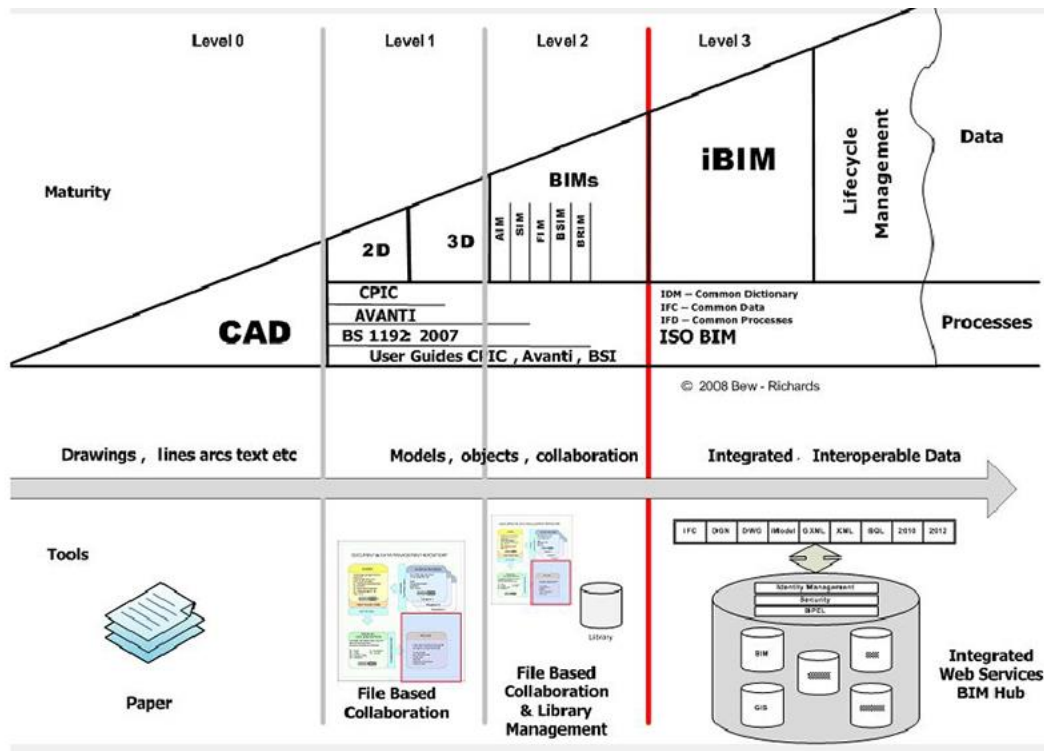 Level 0
Level 1
Level 2
Level 3
Maturity
Data
Processes
CAD
2D
3D
BIMs
AIM
SIM
FIM
BSIM
BRIM
iBIM
Lifecycle
Management
CPIC
AVANTI
BS 1192: 2007
User Guides CPIC , Avanti , BSI
IDM – Common Dictionary
IFC – Common Data
IFD – Common Processes
ISO BIM
© 2008 Bew - Richards
Drawings , lines arcs text etc
Models , objects , collaboration
Integrated , Interoperable Data
Tools
Paper
File Based
Collaboration
Library
File Based
Collaboration
& Library
Management
IFC
DGN
DWG
iModel
GXML
XML
2010
2012
Identity Management
Security
BPEL
BIM
GIS
Integrated
Web Services
BIM Hub